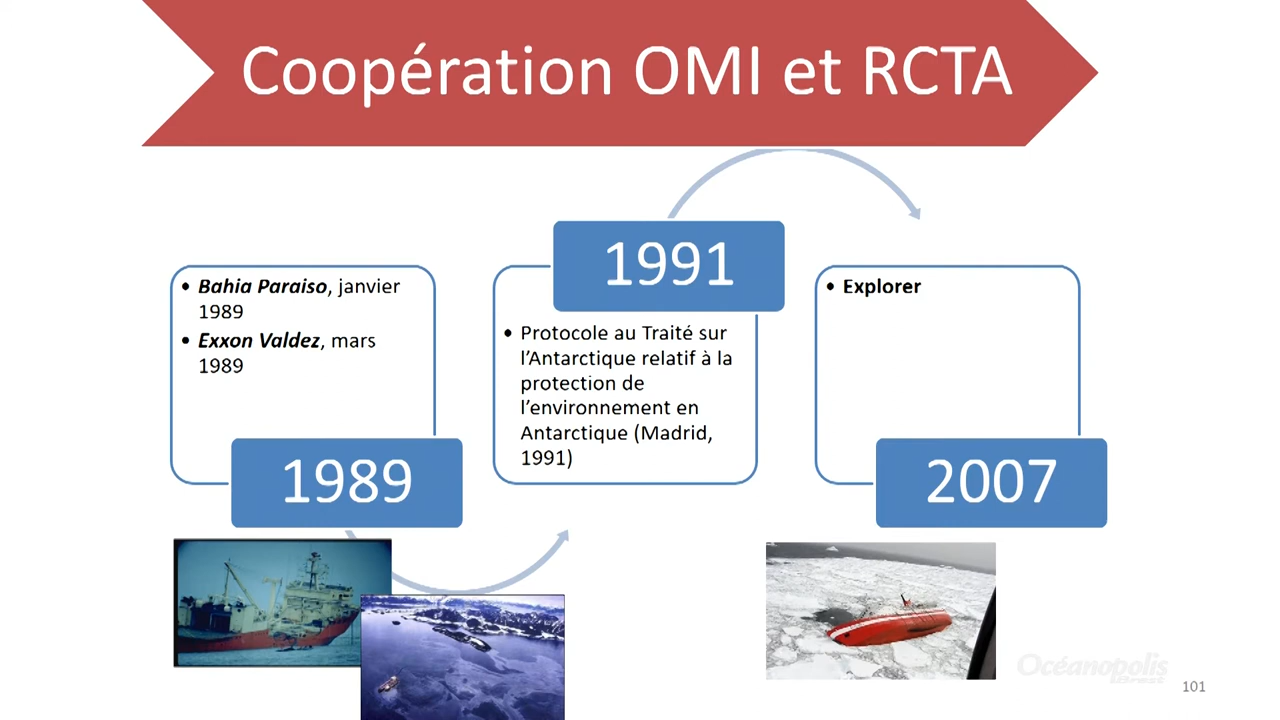 Coopération OMI et RCTA
• Bahia Paraiso, janvier
1989
• Exxon Valdez, mars
1989
1989
1991
• Protocole au Traité sur
l’Antarctique relatif à la
protection de
l’environnement en
Antarctique (Madrid,
1991)
• Explorer
2007
Océanopolis
Brest
101